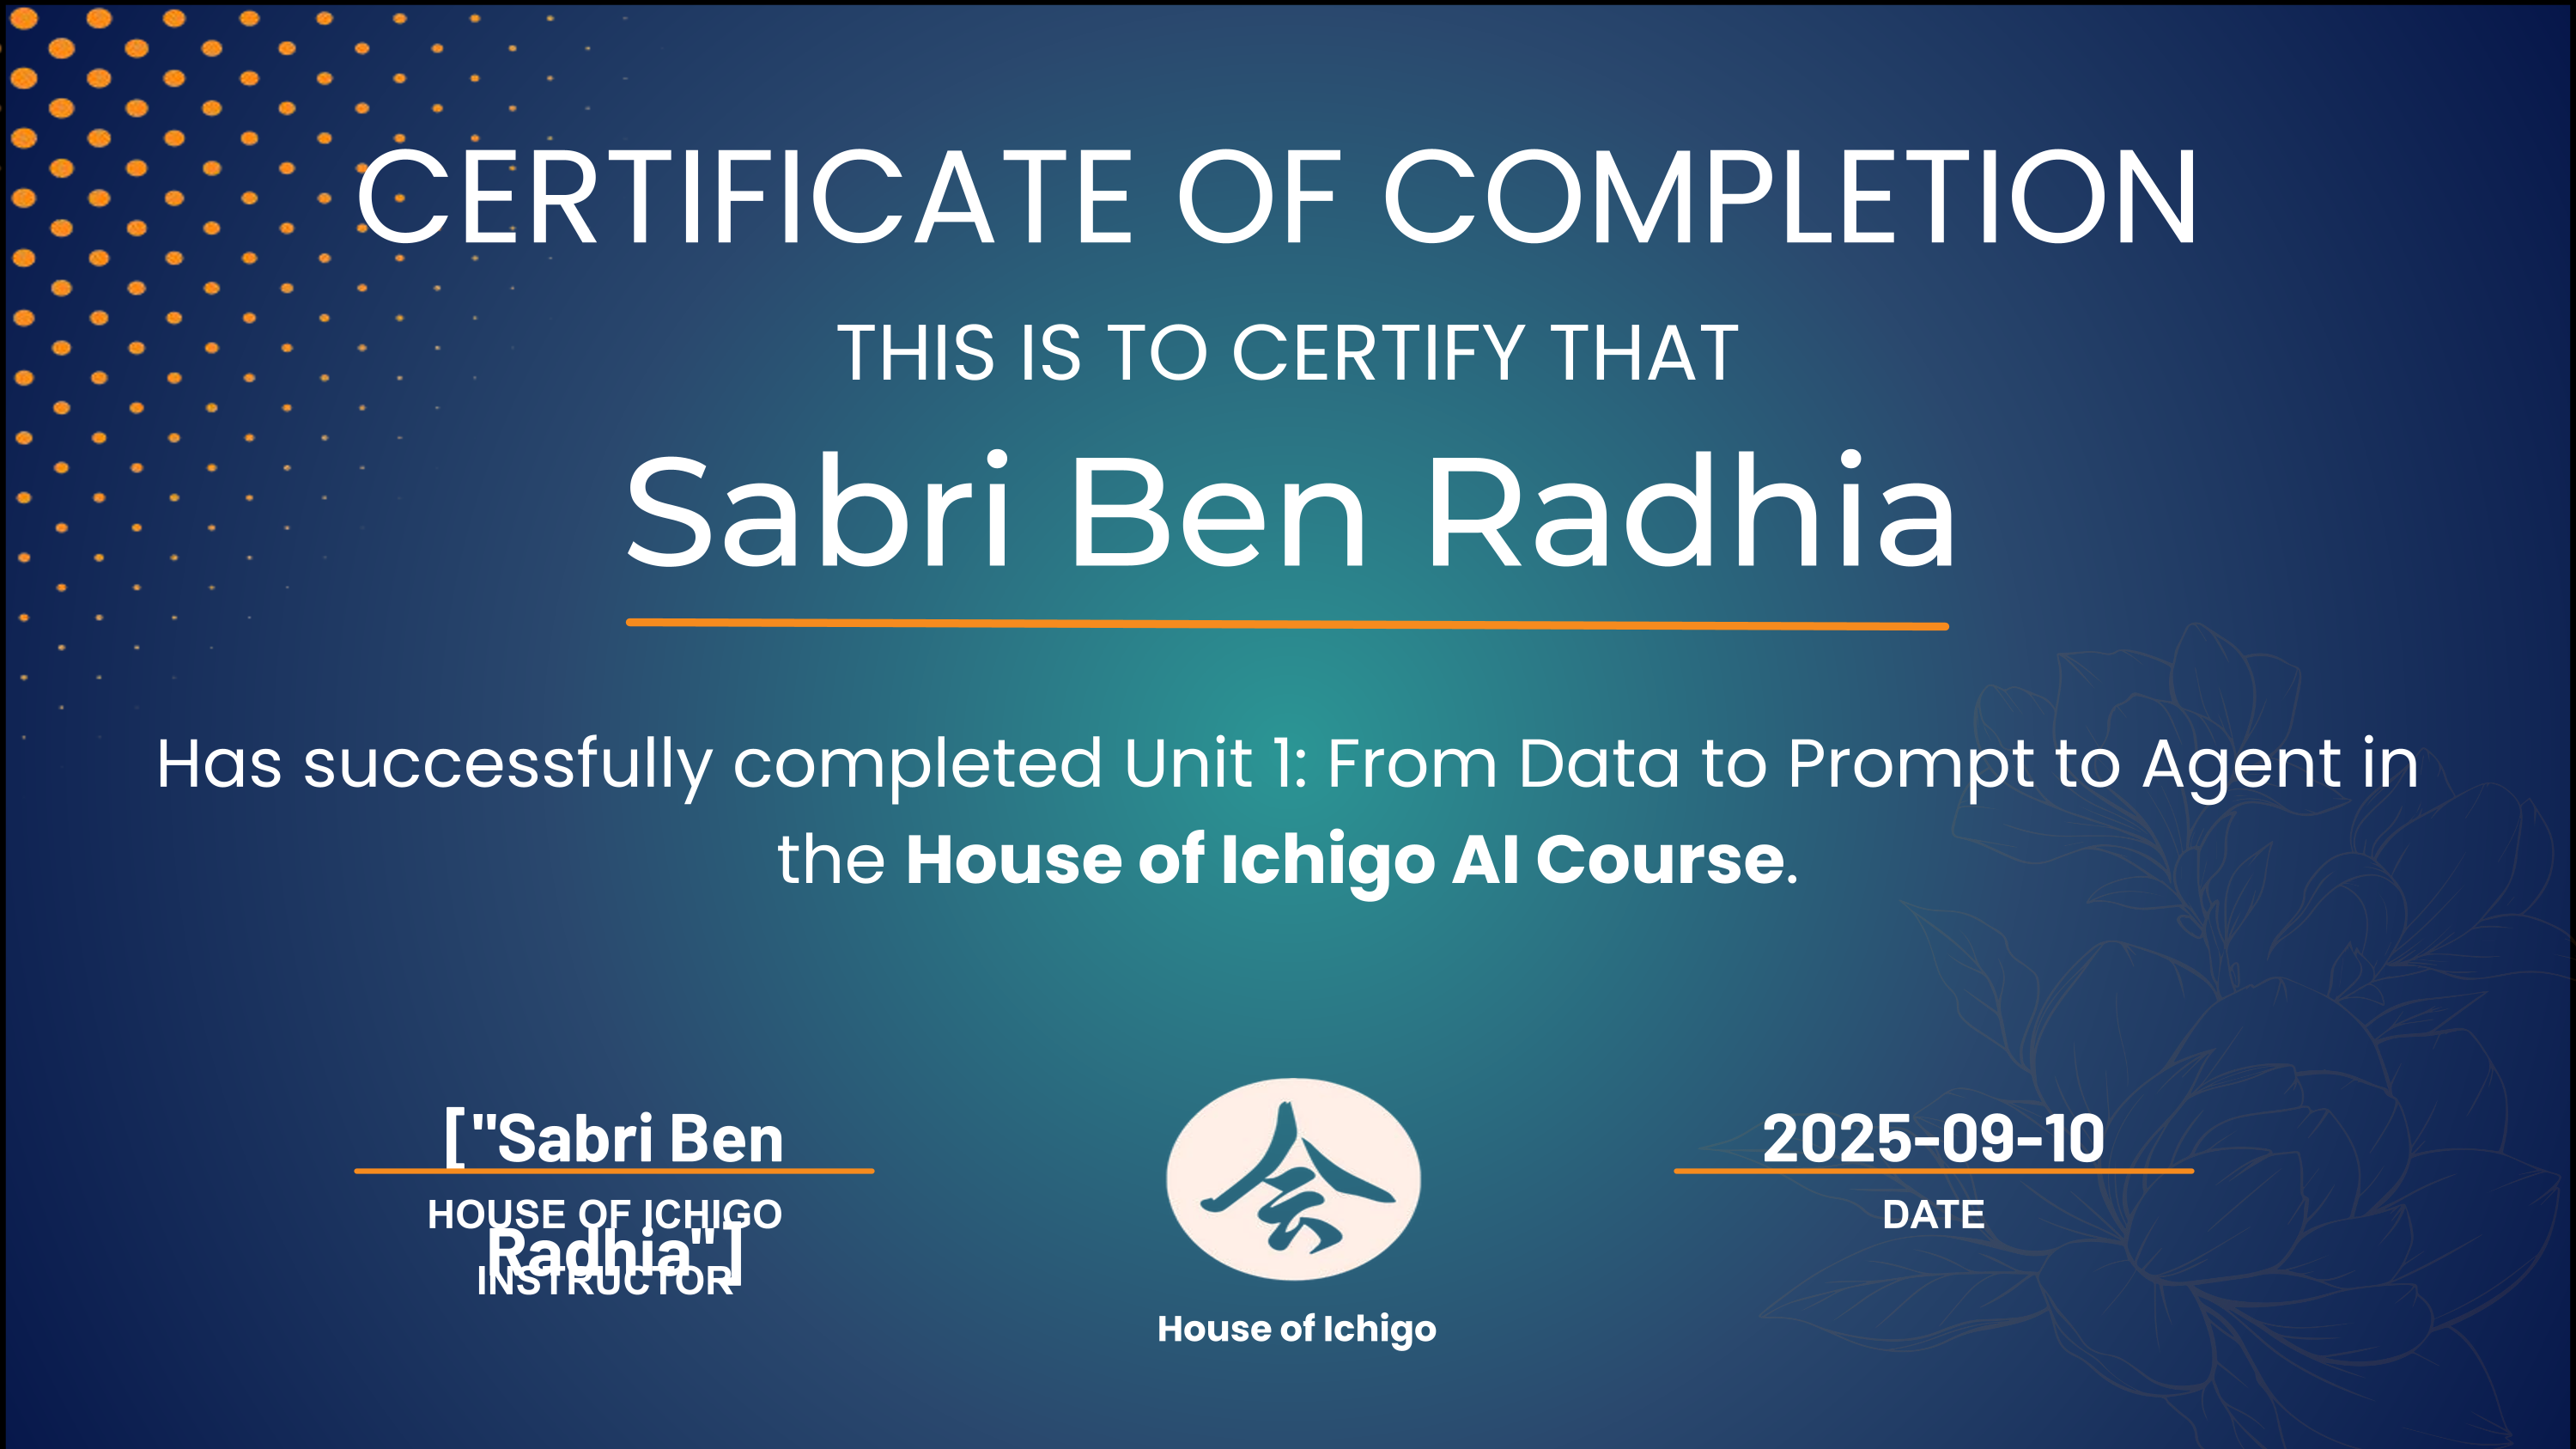 CERTIFICATE OF COMPLETION
THIS IS TO CERTIFY THAT
Sabri Ben Radhia
Has successfully completed Unit 1: From Data to Prompt to Agent in
the House of Ichigo AI Course.
["Sabri Ben
Radhia"]
HOUSE OF ICHIGO
INSTRUCTOR
会
House of Ichigo
2025-09-10
DATE